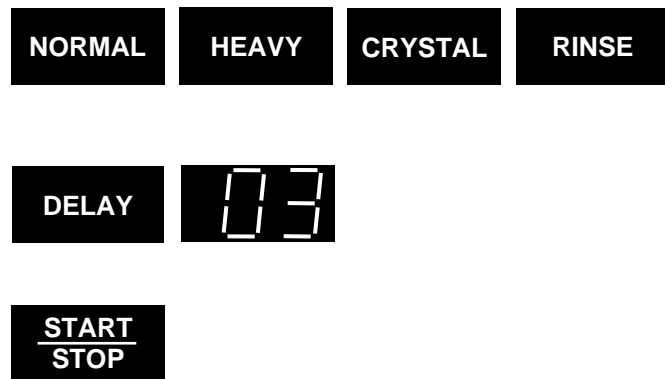 NORMAL HEAVY CRYSTAL RINSE
DELAY 03
START
STOP